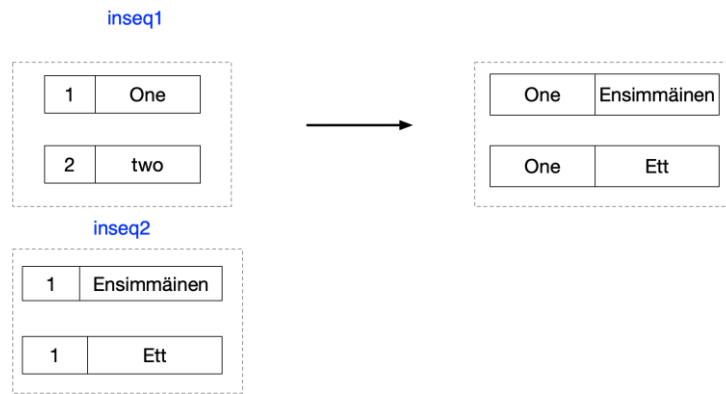 inseq1
1 One
2 two
inseq2
1 Ensimmäinen
1 Ett
One Ensimmäinen
One Ett